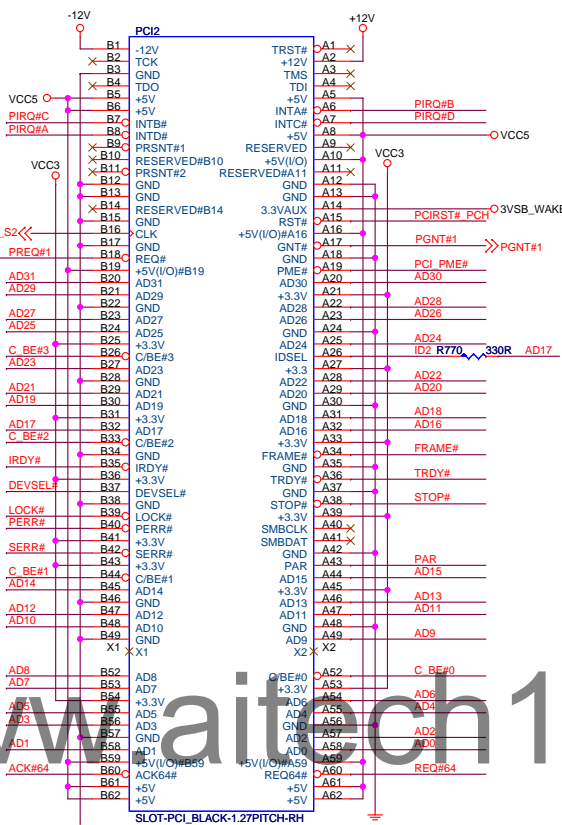 -12V +12V
PCI2
B1 -12V TRST# A1
B2 TCK +12V A2
B3 GND TMS A3
B4 TDO TDI A4
VCC5 B5 +5V +5V A5
B6 +5V INTA# A6 PIRQ#B
PIRQ#C B7 INTB# INTC# A7 PIRQ#D
PIRQ#A B8 INTD# +5V A8 VCC5
B9 PRSNT#1 RESERVED A9
B10 RESERVED#B10 +5V(I/O) A10
VCC3 B11 PRSNT#2 RESERVED#A11 A11 VCC3
B12 GND GND A12
B13 GND GND A13
B14 RESERVED#B14 3.3VAUX A14 3VSB_WAKE
B15 GND RST# A15 PCIRST#_PCH
_S2 B16 CLK +5V(I/O)#A16 A16
B17 GND GNT# A17 PGNT#1 PGNT#1
PREQ#1 B18 REQ# GND A18
B19 +5V(I/O)#B19 PME# A19 PCI_PME#
AD31 B20 AD31 AD30 A20 AD30
AD29 B21 AD29 +3.3V A21
B22 GND AD28 A22 AD28
AD27 B23 AD27 AD26 A23 AD26
AD25 B24 AD25 GND A24
B25 +3.3V AD24 A25 AD24
C_BE#3 B26 C/BE#3 IDSEL A26 ID2 R770 330R AD17
AD23 B27 AD23 +3.3 A27
B28 GND AD22 A28 AD22
AD21 B29 AD21 AD20 A29 AD20
AD19 B30 AD19 GND A30
B31 +3.3V AD18 A31 AD18
AD17 B32 AD17 AD16 A32 AD16
C_BE#2 B33 C/BE#2 +3.3V A33
B34 GND FRAME# A34 FRAME#
IRDY# B35 IRDY# GND A35
B36 +3.3V TRDY# A36 TRDY#
DEVSEL# B37 DEVSEL# GND A37
B38 GND STOP# A38 STOP#
LOCK# B39 LOCK# +3.3V A39
PERR# B40 PERR# SMBCLK A40
B41 +3.3V SMBDAT A41
SERR# B42 SERR# GND A42
B43 +3.3V PAR A43 PAR
C_BE#1 B44 C/BE#1 AD15 A44 AD15
AD14 B45 AD14 +3.3V A45
B46 GND AD13 A46 AD13
AD12 B47 AD12 AD11 A47 AD11
AD10 B48 AD10 GND A48
B49 GND AD9 A49 AD9
X1 X1 X2 X2
AD8 B52 AD8 C/BE#0 A52 C_BE#0
AD7 B53 AD7 +3.3V A53
B54 +3.3V AD6 A54 AD6
AD5 B55 AD5 AD4 A55 AD4
AD3 B56 AD3 GND A56
B57 GND AD2 A57 AD2
AD1 B58 AD1 AD0 A58 AD0
B59 +5V(I/O)#B59 +5V(I/O)#A59 A59
ACK#64 B60 ACK64# REQ64# A60 REQ#64
B61 +5V +5V A61
B62 +5V +5V A62
SLOT-PCI_BLACK-1.27PITCH-RH
w.aitech1